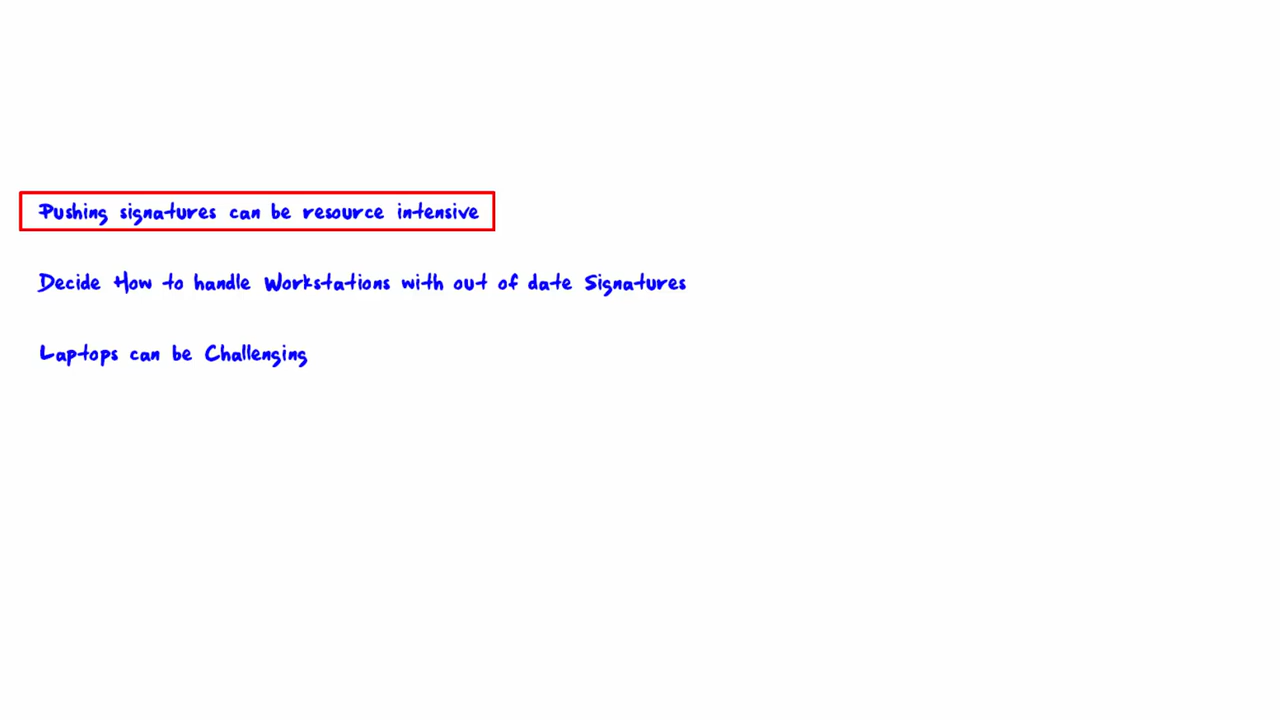 Pushing signatures can be resource intensive
Decide How to handle Workstations with out of date Signatures
Laptops can be Challenging